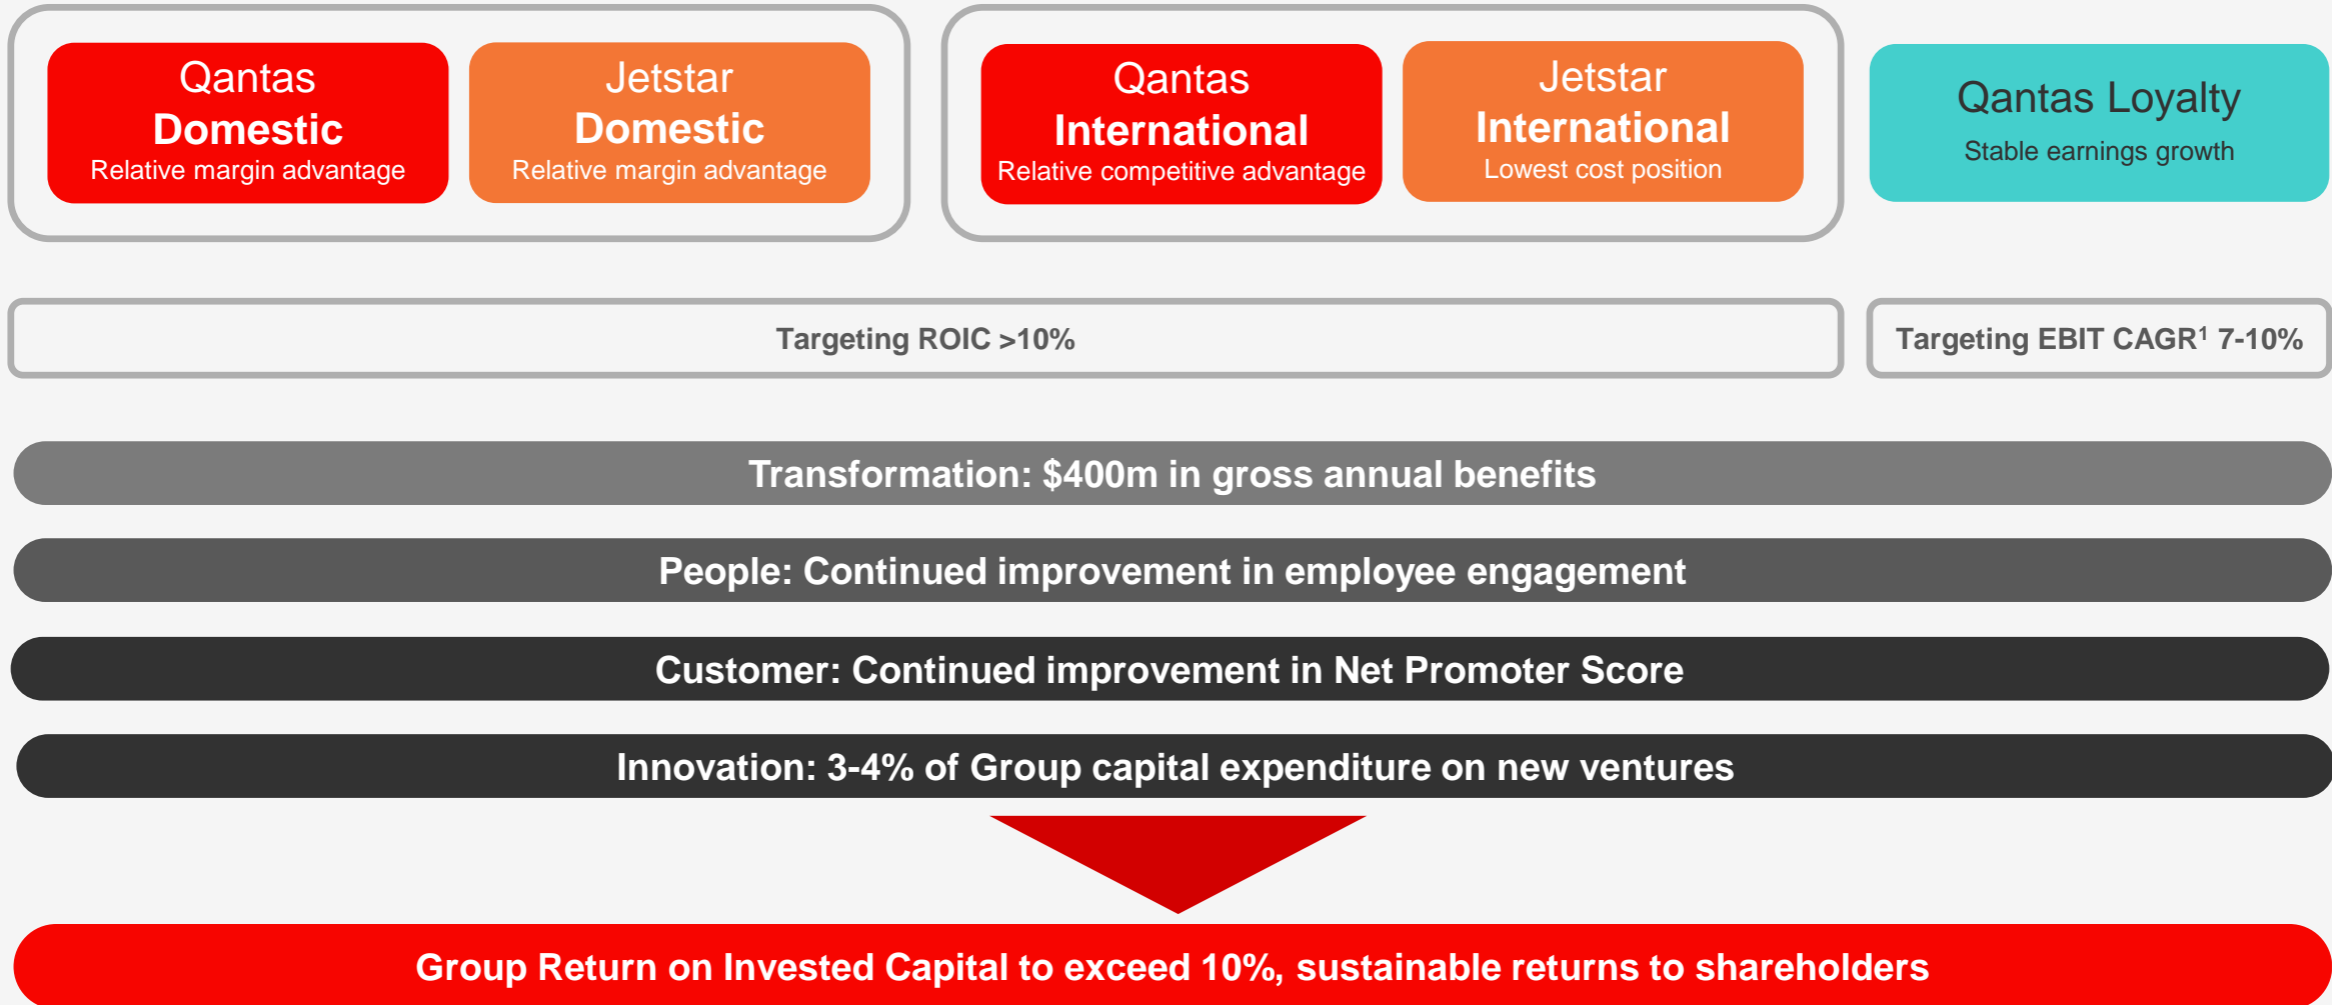 Qantas
Domestic
Relative margin advantage
Jetstar
Domestic
Relative margin advantage
Qantas
International
Relative competitive advantage
Jetstar
International
Lowest cost position
Qantas Loyalty
Stable earnings growth
Targeting ROIC >10%
Targeting EBIT CAGR¹ 7-10%
Transformation: $400m in gross annual benefits
People: Continued improvement in employee engagement
Customer: Continued improvement in Net Promoter Score
Innovation: 3-4% of Group capital expenditure on new ventures
Group Return on Invested Capital to exceed 10%, sustainable returns to shareholders